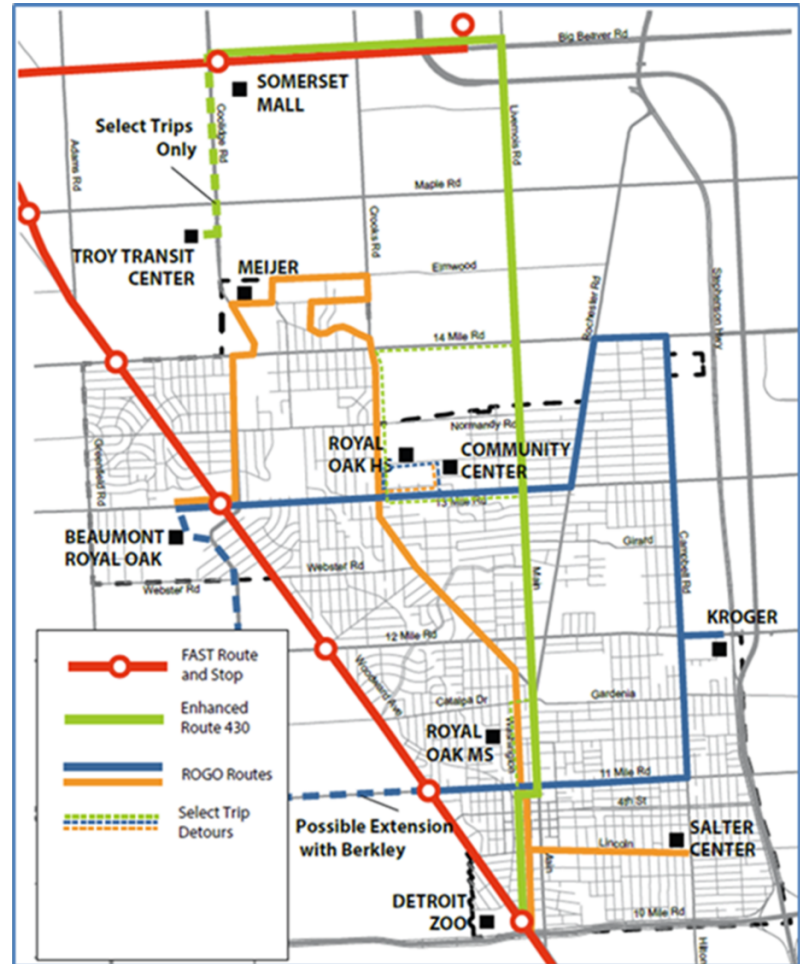 Big Beaver Rd
SOMERSET
MALL
Select Trips
Only
Coolidge Rd
Livernois Rd
Adams Rd
Maple Rd
Crooks Rd
TROY TRANSIT
CENTER
MEIJER
Elmwood
Rochester Rd
Stephenson Hwy
14 Mile Rd
Normandy Rd
ROYAL
OAK HS
COMMUNITY
CENTER
Greenfield Rd
13 Mile Rd
BEAUMONT
ROYAL OAK
Webster Rd
Webster Rd
Girard
Main
Campbell Rd
KROGER
12 Mile Rd
Woodward Ave
Catalpa Dr
Gardenia
Washington
ROYAL
OAK MS
11 Mile Rd
4th St
FAST Route
and Stop
Enhanced
Route 430
ROGO Routes
Select Trip
Detours
Possible Extension
with Berkley
Lincoln
SALTER
CENTER
Main
DETROIT
ZOO
10 Mile Rd